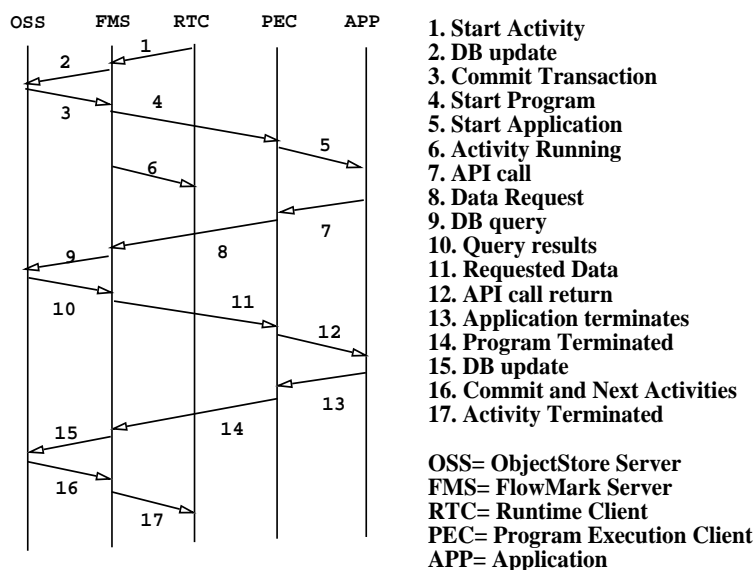 OSS FMS RTC PEC APP
1
2
3
4
5
6
7
8
9
10
11
12
13
14
15
16
17
1. Start Activity
2. DB update
3. Commit Transaction
4. Start Program
5. Start Application
6. Activity Running
7. API call
8. Data Request
9. DB query
10. Query results
11. Requested Data
12. API call return
13. Application terminates
14. Program Terminated
15. DB update
16. Commit and Next Activities
17. Activity Terminated
OSS= ObjectStore Server
FMS= FlowMark Server
RTC= Runtime Client
PEC= Program Execution Client
APP= Application